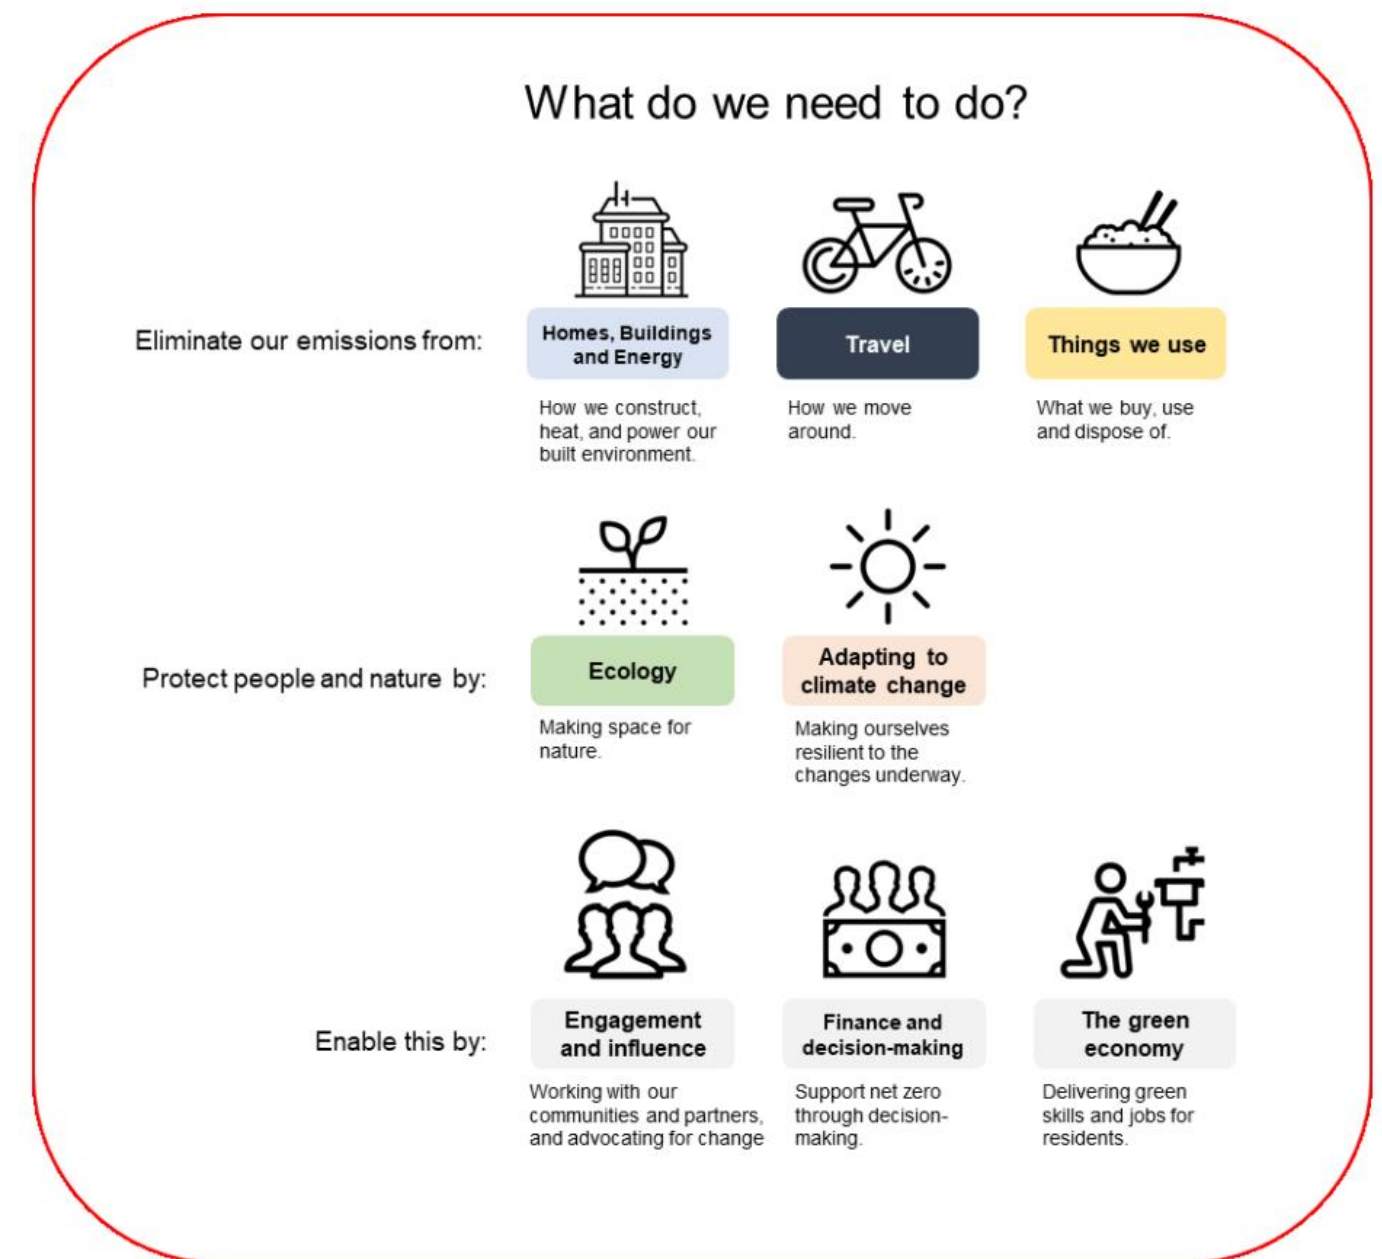 What do we need to do?
Eliminate our emissions from:
Homes, Buildings
and Energy
Travel
Things we use
How we construct,
heat, and power our
built environment.
How we move
around.
What we buy, use
and dispose of.
Protect people and nature by:
Ecology
Adapting to
climate change
Making space for
nature.
Making ourselves
resilient to the
changes underway.
Enable this by:
Engagement
and influence
Finance and
decision-making
The green
economy
Working with our
communities and partners,
and advocating for change
Support net zero
through decision-
making.
Delivering green
skills and jobs for
residents.